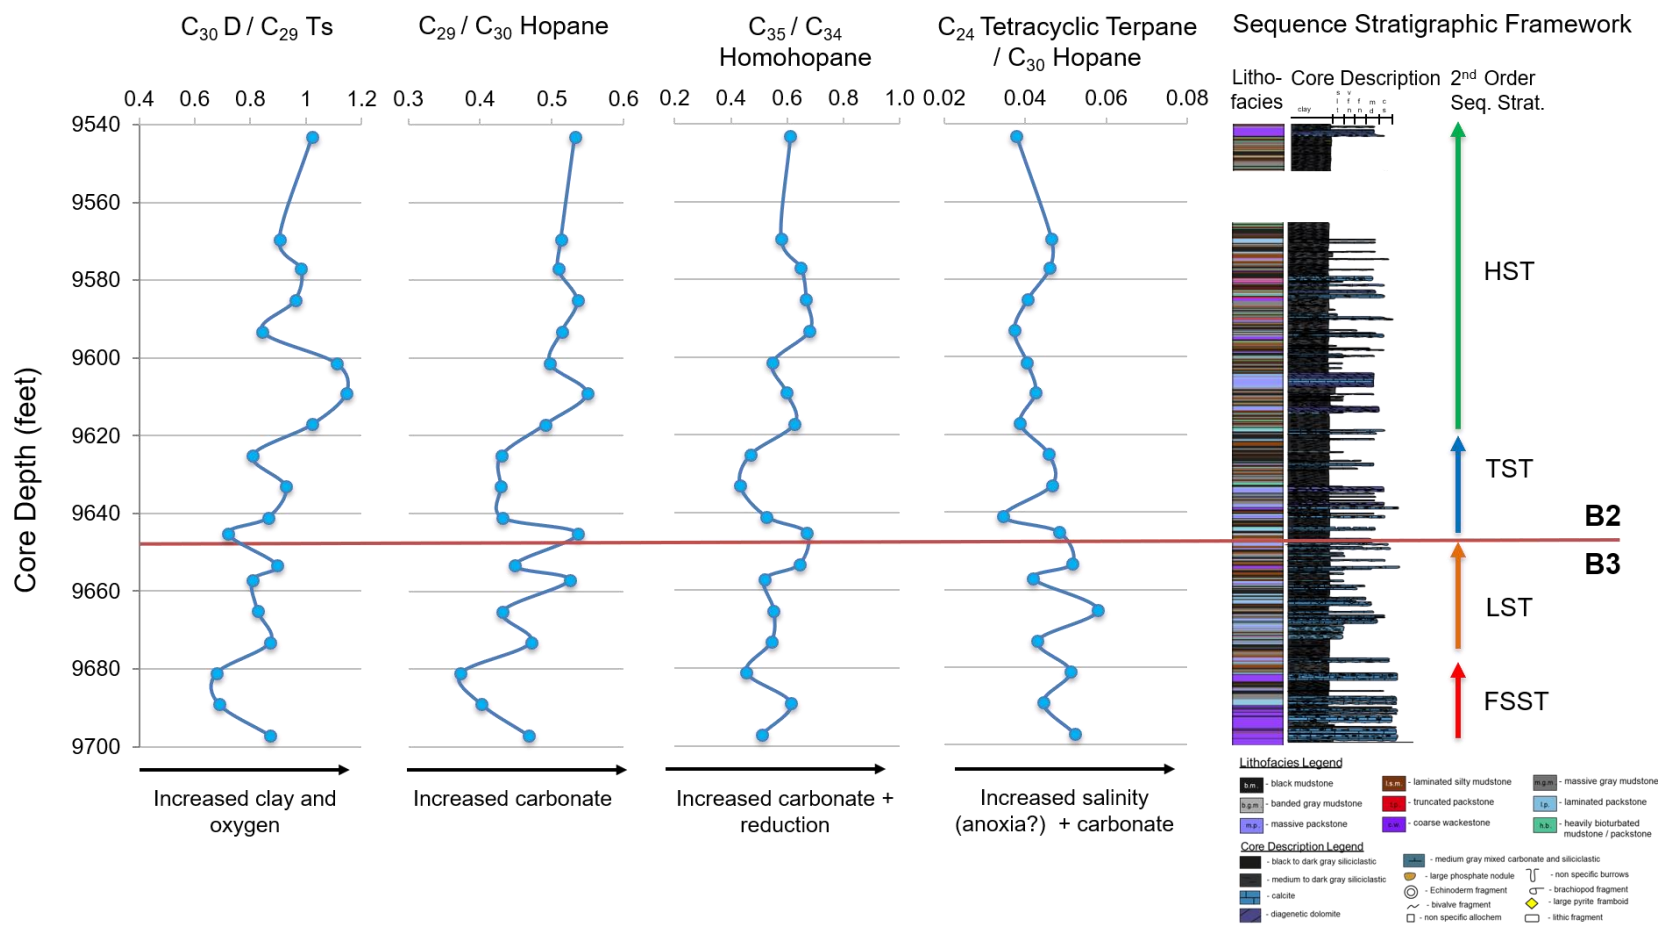 C30 D / C29 Ts
C29 / C30 Hopane
C35 / C34
Homohopane
C24 Tetracyclic Terpane
/ C30 Hopane
Sequence Stratigraphic Framework
Litho-
facies
Core Description
2nd Order
Seq. Strat.
clay
0.4 0.6 0.8 1 1.2
0.3 0.4 0.5 0.6
0.2 0.4 0.6 0.8 1.0
0.02 0.04 0.06 0.08
Core Depth (feet)
9540
9560
9580
9600
9620
9640
9660
9680
9700
HST
TST
B2
B3
LST
FSST
Increased clay and
oxygen
Increased carbonate
Increased carbonate +
reduction
Increased salinity
(anoxia?) + carbonate
Lithofacies Legend
b.m. - black mudstone
l.s.m. - laminated silty mudstone
m.g.m - massive gray mudstone
b.g.m. - banded gray mudstone
- truncated packstone
l.p. - laminated packstone
m.p. - massive packstone
- coarse wackestone
h.b. - heavily bioturbated
mudstone / packstone
Core Description Legend
- black to dark gray siliciclastic
- medium to dark gray siliciclastic
- calcite
- diagenetic dolomite
- medium gray mixed carbonate and siliciclastic
- large phosphate nodule
- non specific burrows
- Echinoderm fragment
- brachiopod fragment
- bivalve fragment
- large pyrite framboid
- non specific allochem
- lithic fragment